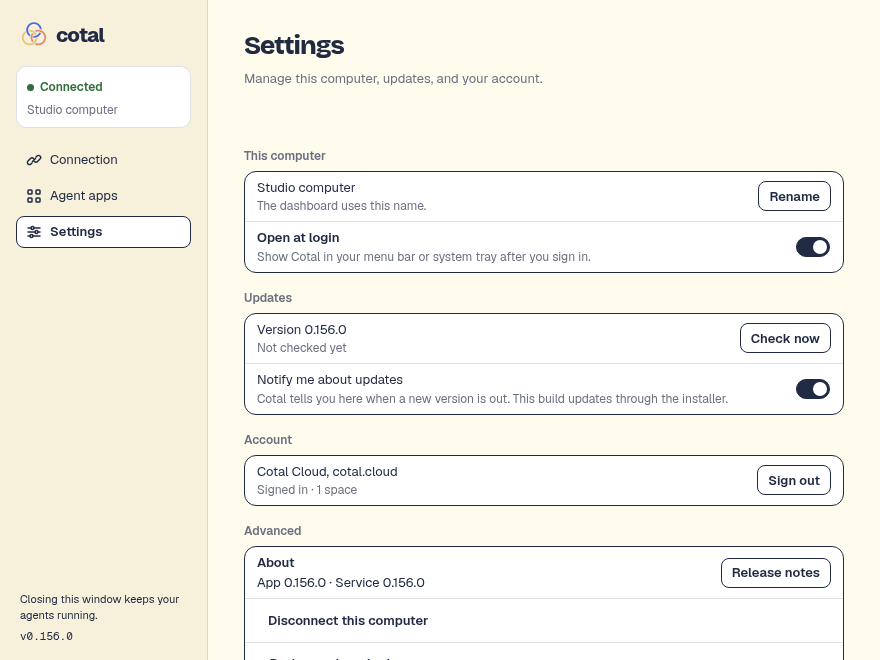 cotal
Connected
Studio computer
Connection
Agent apps
Settings
Closing this window keeps your
agents running.
v0.156.0
Settings
Manage this computer, updates, and your account.
This computer
Studio computer
The dashboard uses this name.
Rename
Open at login
Show Cotal in your menu bar or system tray after you sign in.
Updates
Version 0.156.0
Not checked yet
Check now
Notify me about updates
Cotal tells you here when a new version is out. This build updates through the installer.
Account
Cotal Cloud, cotal.cloud
Signed in · 1 space
Sign out
Advanced
About
App 0.156.0 · Service 0.156.0
Release notes
Disconnect this computer